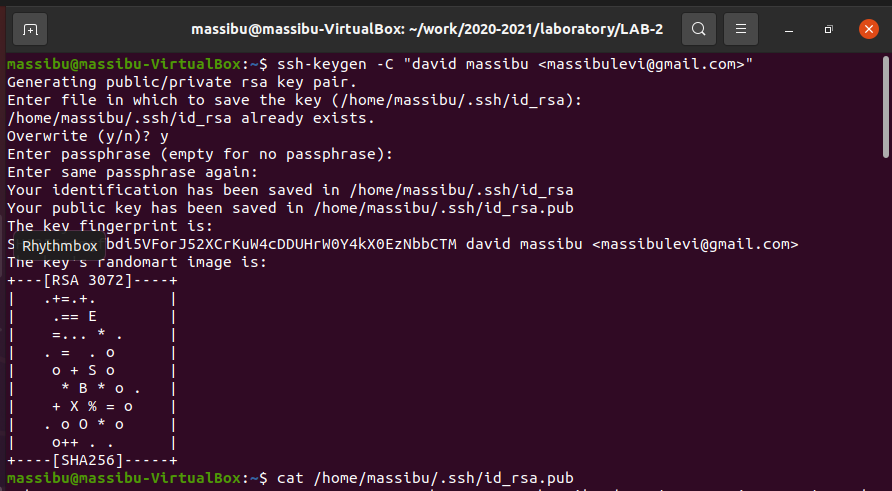 massibu@massibu-VirtualBox: ~/work/2020-2021/laboratory/LAB-2
massibu@massibu-VirtualBox:~$ ssh-keygen -C "david massibu <massibulevi@gmail.com>"
Generating public/private rsa key pair.
Enter file in which to save the key (/home/massibu/.ssh/id_rsa):
/home/massibu/.ssh/id_rsa already exists.
Overwrite (y/n)? y
Enter passphrase (empty for no passphrase):
Enter same passphrase again:
Your identification has been saved in /home/massibu/.ssh/id_rsa
Your public key has been saved in /home/massibu/.ssh/id_rsa.pub
The key fingerprint is:
S Rhythmbox bdi5VForJ52XCrKuW4cDDUHrW0Y4kX0EzNbbCTM david massibu <massibulevi@gmail.com>
The key's randomart image is:
+---[RSA 3072]----+
|   .+=.+.        |
|    .== E        |
|    =... * .     |
|   . =  . o      |
|    o + S o      |
|     * B * o .   |
|    + X % = o    |
|   . o O * o     |
|    o++ . .      |
+----[SHA256]-----+
massibu@massibu-VirtualBox:~$ cat /home/massibu/.ssh/id_rsa.pub